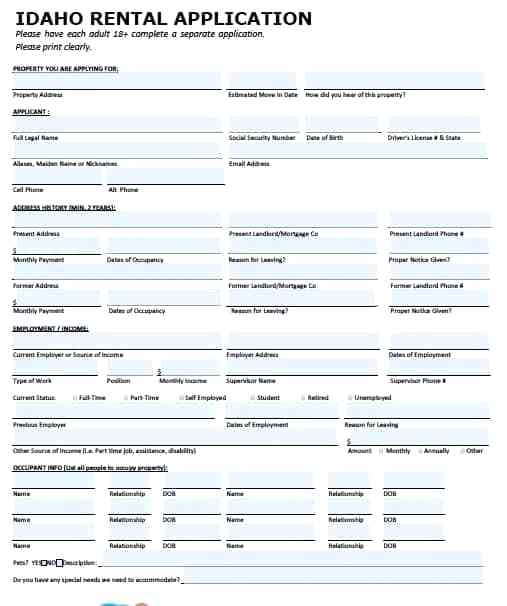 IDAHO RENTAL APPLICATION
Please have each adult 18+ complete a separate application.
Please print clearly.
PROPERTY YOU ARE APPLYING FOR:
Property Address Estimated Move In Date How did you hear of this property?
APPLICANT :
Full Legal Name Social Security Number Date of Birth Driver's License # & State
Aliases, Maiden Name or Nicknames Email Address
Cell Phone Alt Phone
ADDRESS HISTORY (MIN. 2 YEARS):
Present Address Present Landlord/Mortgage Co Present Landlord Phone #
$
Monthly Payment Dates of Occupancy Reason for Leaving? Proper Notice Given?
Former Address Former Landlord/Mortgage Co Former Landlord Phone #
$
Monthly Payment Dates of Occupancy Reason for Leaving? Proper Notice Given?
EMPLOYMENT / INCOME:
Current Employer or Source of Income Employer Address Dates of Employment
$
Type of Work Position Monthly Income Supervisor Name Supervisor Phone #
Current Status: Full-Time Part-Time Self Employed Student Retired Unemployed
Previous Employer Dates of Employment Reason for Leaving
$
Other Source of Income (i.e. Part time job, assistance, disability) Amount Monthly Annually Other
OCCUPANT INFO (List all people to occupy property):
Name Relationship DOB Name Relationship DOB
Name Relationship DOB Name Relationship DOB
Name Relationship DOB Name Relationship DOB
Pets? YES NO Description:
Do you have any special needs we need to accommodate?